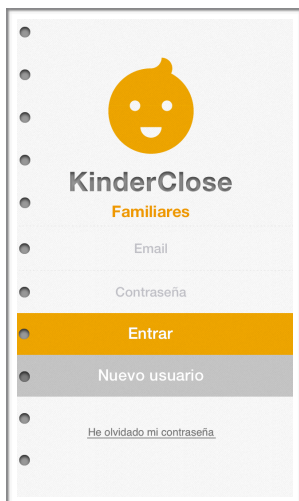 KinderClose
Familiares
Email
Contraseña
Entrar
Nuevo usuario
He olvidado mi contraseña